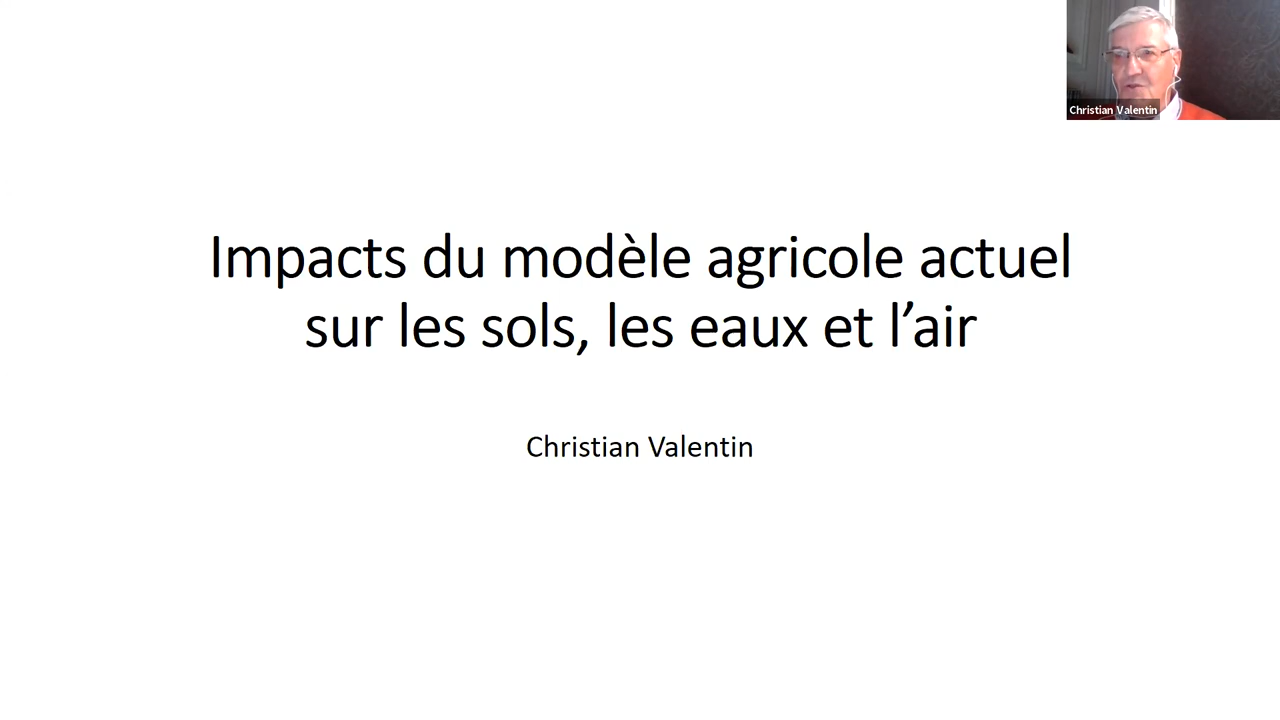 Christian Valentin
Impacts du modèle agricole actuel
sur les sols, les eaux et l’air
Christian Valentin